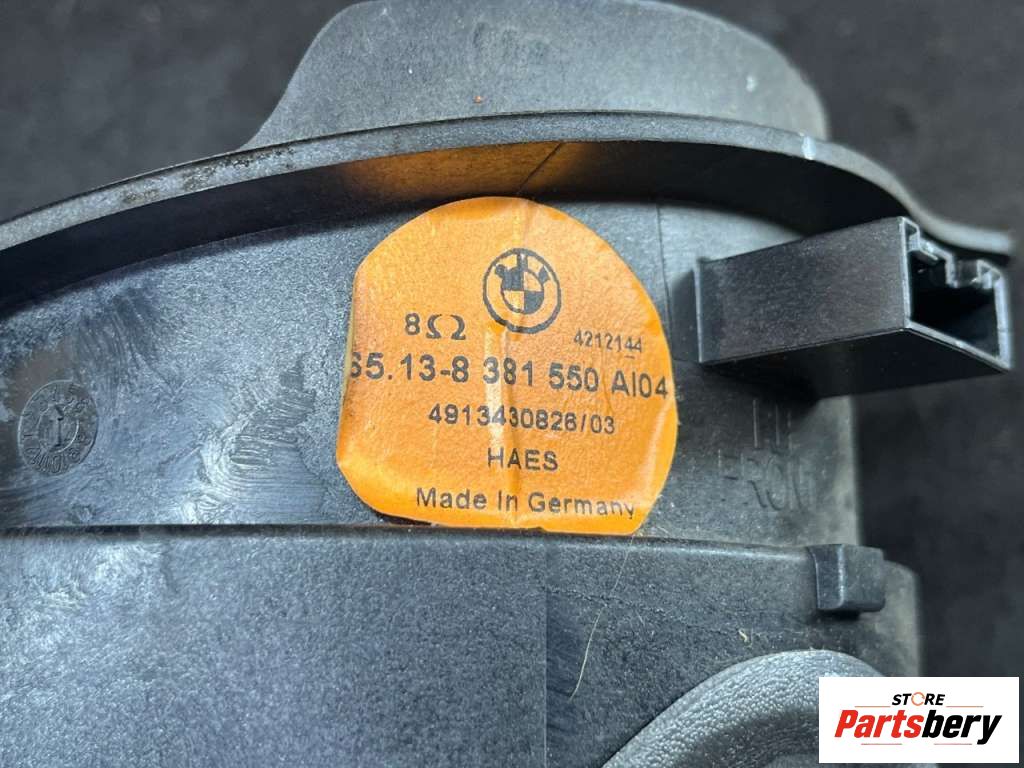 8Ω
4212144
65.13-8 381 550 AI04
4913430826/03
HAES
Made In Germany
STORE
Partsbery